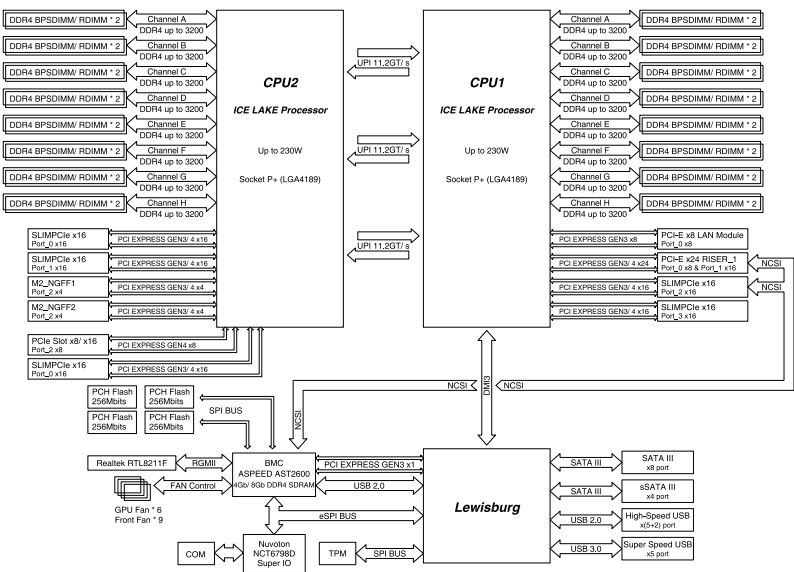 DDR4 BPSDIMM/ RDIMM * 2
Channel A
DDR4 up to 3200
DDR4 BPSDIMM/ RDIMM * 2
Channel B
DDR4 up to 3200
DDR4 BPSDIMM/ RDIMM * 2
Channel C
DDR4 up to 3200
DDR4 BPSDIMM/ RDIMM * 2
Channel D
DDR4 up to 3200
DDR4 BPSDIMM/ RDIMM * 2
Channel E
DDR4 up to 3200
DDR4 BPSDIMM/ RDIMM * 2
Channel F
DDR4 up to 3200
DDR4 BPSDIMM/ RDIMM * 2
Channel G
DDR4 up to 3200
DDR4 BPSDIMM/ RDIMM * 2
Channel H
DDR4 up to 3200
CPU2
ICE LAKE Processor
Up to 230W
Socket P+ (LGA4189)
UPI 11.2GT/ s
UPI 11.2GT/ s
UPI 11.2GT/ s
CPU1
ICE LAKE Processor
Up to 230W
Socket P+ (LGA4189)
Channel A
DDR4 BPSDIMM/ RDIMM * 2
DDR4 up to 3200
Channel B
DDR4 BPSDIMM/ RDIMM * 2
DDR4 up to 3200
Channel C
DDR4 BPSDIMM/ RDIMM * 2
DDR4 up to 3200
Channel D
DDR4 BPSDIMM/ RDIMM * 2
DDR4 up to 3200
Channel E
DDR4 BPSDIMM/ RDIMM * 2
DDR4 up to 3200
Channel F
DDR4 BPSDIMM/ RDIMM * 2
DDR4 up to 3200
Channel G
DDR4 BPSDIMM/ RDIMM * 2
DDR4 up to 3200
Channel H
DDR4 BPSDIMM/ RDIMM * 2
DDR4 up to 3200
SLIMPCIe x16
Port_0 x16
PCI EXPRESS GEN3/ 4 x16
SLIMPCIe x16
Port_1 x16
PCI EXPRESS GEN3/ 4 x16
M2_NGFF1
Port_2 x4
PCI EXPRESS GEN3/ 4 x4
M2_NGFF2
Port_2 x4
PCI EXPRESS GEN3/ 4 x4
PCIe Slot x8/ x16
Port_2 x8
PCI EXPRESS GEN4 x8
SLIMPCIe x16
Port_0 x16
PCI EXPRESS GEN3/ 4 x16
PCI EXPRESS GEN3 x8
PCI-E x8 LAN Module
Port_0 x8
PCI EXPRESS GEN3/ 4 x24
PCI-E x24 RISER_1
Port_0 x8 & Port_1 x16
NCSI
PCI EXPRESS GEN3/ 4 x16
SLIMPCIe x16
Port_2 x16
NCSI
PCI EXPRESS GEN3/ 4 x16
SLIMPCIe x16
Port_3 x16
NCSI
DMI3
NCSI
NCSI
PCH Flash
256Mbits
PCH Flash
256Mbits
PCH Flash
256Mbits
PCH Flash
256Mbits
SPI BUS
Realtek RTL8211F
RGMII
BMC
ASPEED AST2600
4Gb/ 8Gb DDR4 SDRAM
FAN Control
GPU Fan * 6
Front Fan * 9
PCI EXPRESS GEN3 x1
USB 2.0
eSPI BUS
COM
Nuvoton
NCT6798D
Super IO
TPM
SPI BUS
Lewisburg
SATA III
SATA III
x8 port
SATA III
sSATA III
x4 port
USB 2.0
High-Speed USB
x(5+2) port
USB 3.0
Super Speed USB
x5 port